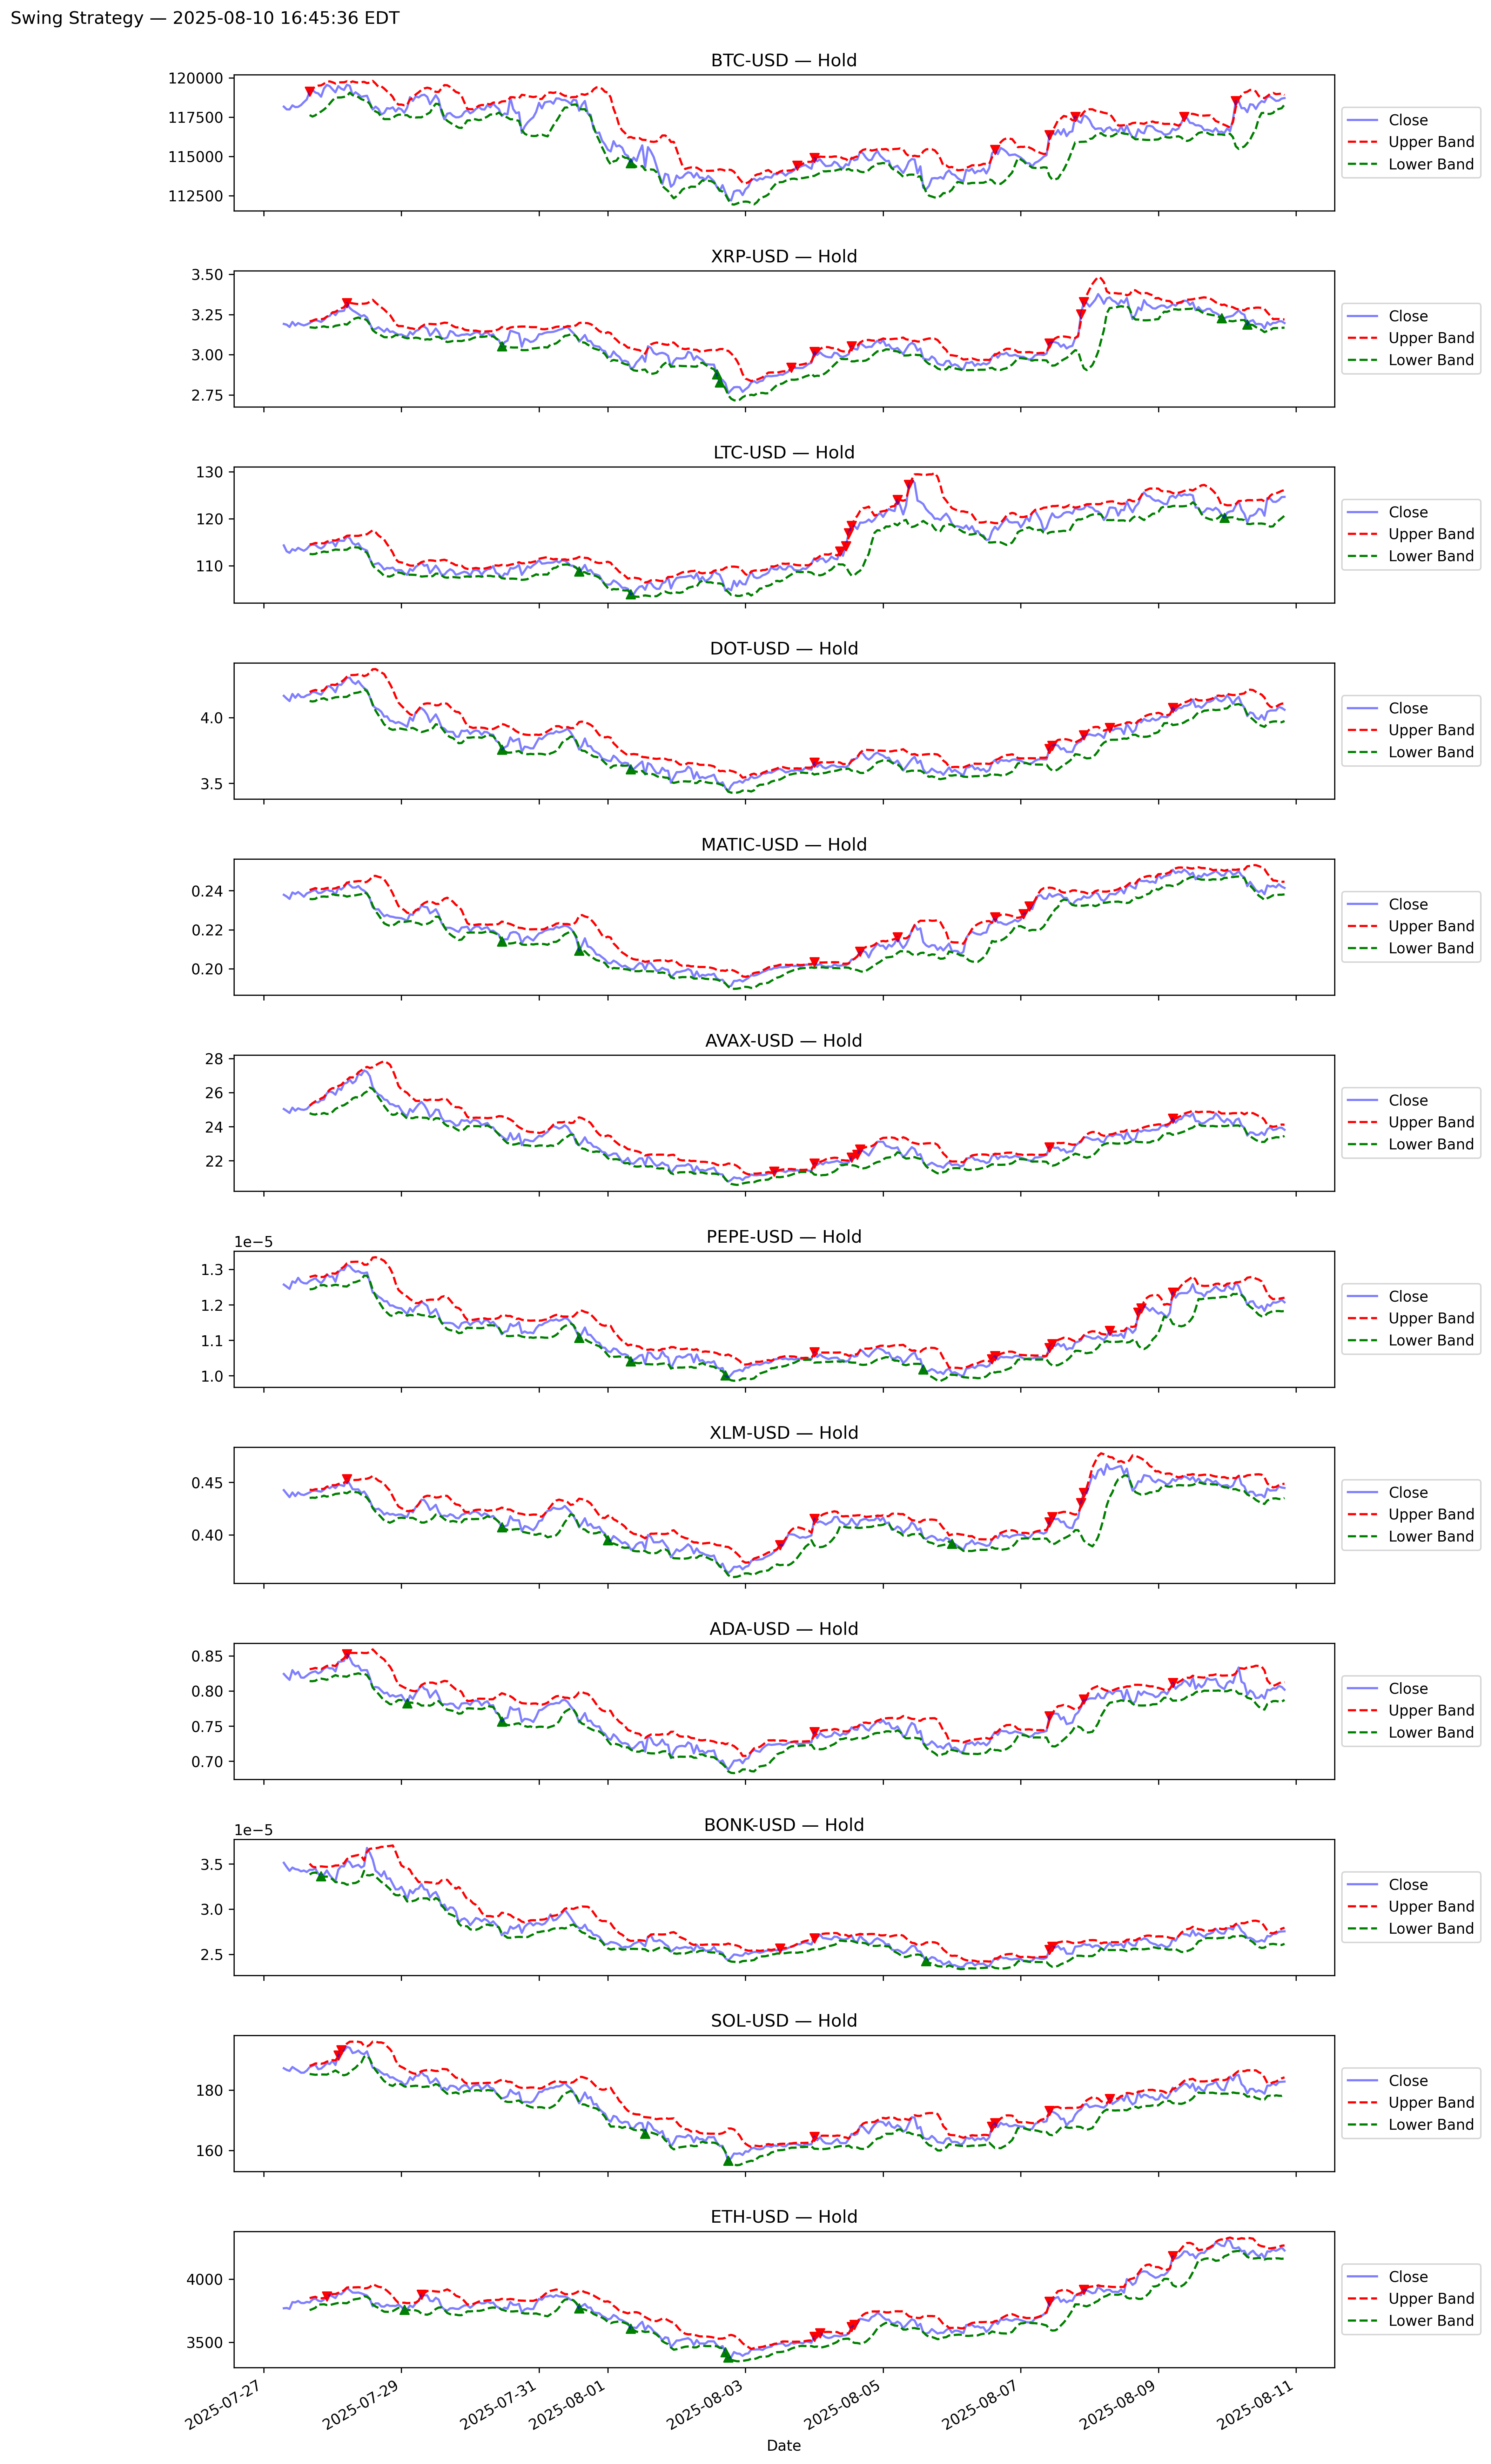 Swing Strategy — 2025-08-10 16:45:36 EDT
BTC-USD — Hold
120000
117500
115000
112500
Close
Upper Band
Lower Band
XRP-USD — Hold
3.50
3.25
3.00
2.75
Close
Upper Band
Lower Band
LTC-USD — Hold
130
120
110
Close
Upper Band
Lower Band
DOT-USD — Hold
4.0
3.5
Close
Upper Band
Lower Band
MATIC-USD — Hold
0.24
0.22
0.20
Close
Upper Band
Lower Band
AVAX-USD — Hold
28
26
24
22
Close
Upper Band
Lower Band
PEPE-USD — Hold
1e−5
1.3
1.2
1.1
1.0
Close
Upper Band
Lower Band
XLM-USD — Hold
0.45
0.40
Close
Upper Band
Lower Band
ADA-USD — Hold
0.85
0.80
0.75
0.70
Close
Upper Band
Lower Band
BONK-USD — Hold
1e−5
3.5
3.0
2.5
Close
Upper Band
Lower Band
SOL-USD — Hold
180
160
Close
Upper Band
Lower Band
ETH-USD — Hold
4000
3500
Close
Upper Band
Lower Band
2025-07-27
2025-07-29
2025-07-31
2025-08-01
2025-08-03
2025-08-05
2025-08-07
2025-08-09
2025-08-11
Date